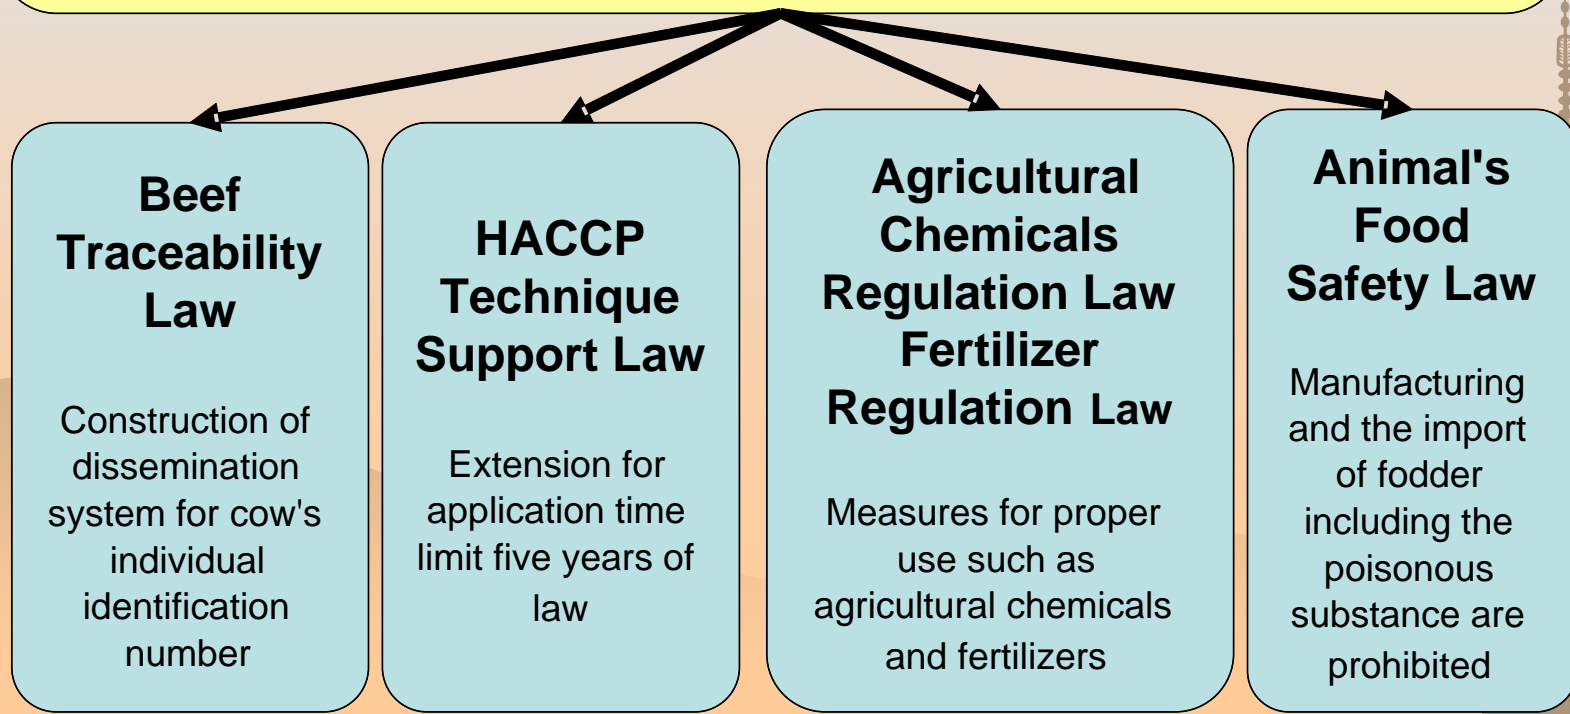 Beef
Traceability
Law
Construction of
dissemination
system for cow's
individual
identification
number
HACCP
Technique
Support Law
Extension for
application time
limit five years of
law
Agricultural
Chemicals
Regulation Law
Fertilizer
Regulation Law
Measures for proper
use such as
agricultural chemicals
and fertilizers
Animal's
Food
Safety Law
Manufacturing
and the import
of fodder
including the
poisonous
substance are
prohibited